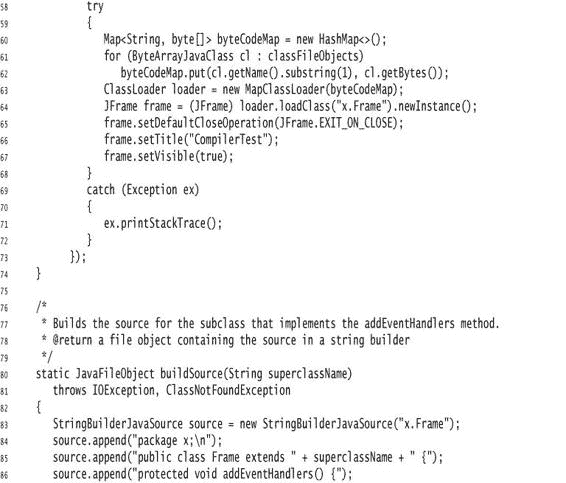 58 try
59 {
60 Map<String, byte[]> byteCodeMap = new HashMap<>();
61 for (ByteArrayJavaClass cl : classFileObjects)
62 byteCodeMap.put(cl.getName().substring(1), cl.getBytes());
63 ClassLoader loader = new MapClassLoader(byteCodeMap);
64 JFrame frame = (JFrame) loader.loadClass("x.Frame").newInstance();
65 frame.setDefaultCloseOperation(JFrame.EXIT_ON_CLOSE);
66 frame.setTitle("CompilerTest");
67 frame.setVisible(true);
68 }
69 catch (Exception ex)
70 {
71 ex.printStackTrace();
72 }
73 });
74 }
75
76 /*
77 * Builds the source for the subclass that implements the addEventHandlers method.
78 * @return a file object containing the source in a string builder
79 */
80 static JavaFileObject buildSource(String superclassName)
81 throws IOException, ClassNotFoundException
82 {
83 StringBuilderJavaSource source = new StringBuilderJavaSource("x.Frame");
84 source.append("package x;\n");
85 source.append("public class Frame extends " + superclassName + " {");
86 source.append("protected void addEventHandlers() {");